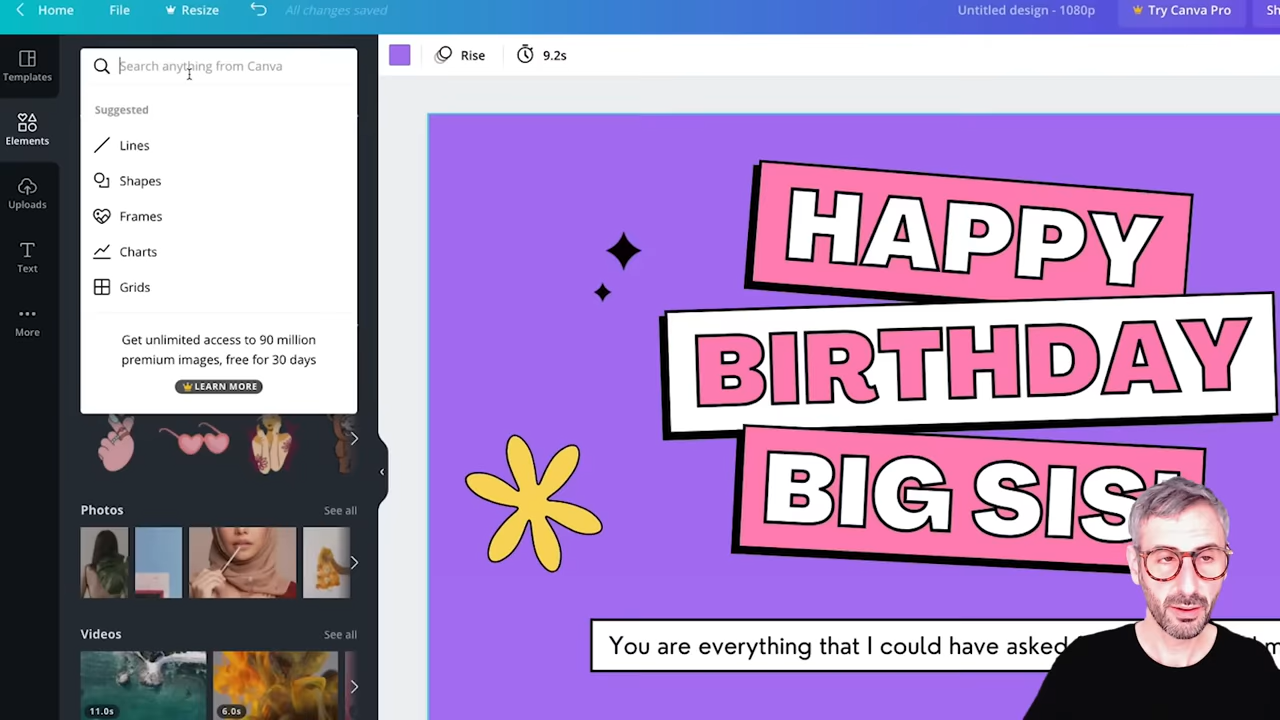 Home File Resize All changes saved Untitled design - 1080p Try Canva Pro
Templates
Elements
Uploads
Text
More
Search anything from Canva
Suggested
Lines
Shapes
Frames
Charts
Grids
Get unlimited access to 90 million
premium images, free for 30 days
LEARN MORE
Photos See all
Videos See all
11.0s 6.0s
Rise 9.2s
HAPPY
BIRTHDAY
BIG SIS!
You are everything that I could have asked